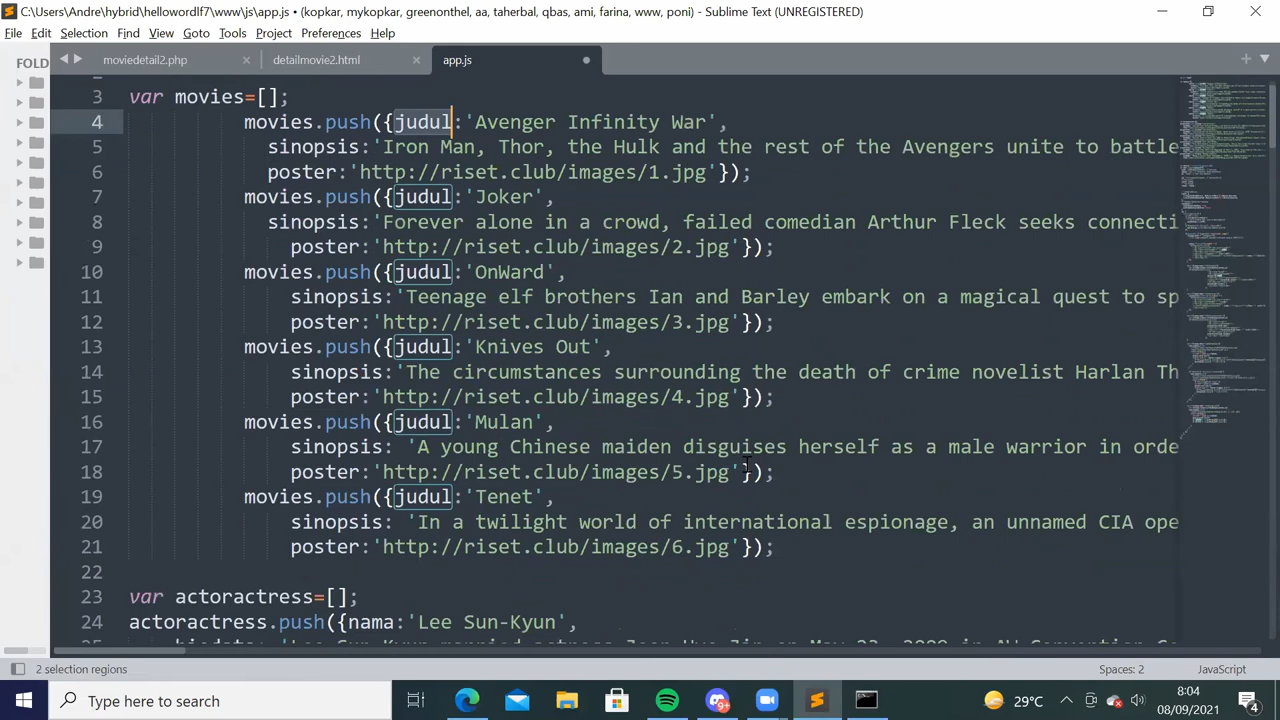 C:\Users\Andre\hybrid\hellowordlf7\www\js\app.js • (kopkar, mykopkar, greenanthel, aa, taherbal, qbas, ami, farina, www, poni) - Sublime Text (UNREGISTERED)
File Edit Selection Find View Goto Tools Project Preferences Help
FOLD
moviedetail2.php × detailmovie2.html × app.js
3 var movies=[];
4 movies.push({judul:'Avenger Infinity War',
5 sinopsis:'Iron Man, Thor, the Hulk and the rest of the Avengers unite to battle
6 poster:'http://riset.club/images/1.jpg'});
7 movies.push({judul: 'Joker',
8 sinopsis:'Forever alone in a crowd, failed comedian Arthur Fleck seeks connecti
9 poster:'http://riset.club/images/2.jpg'});
10 movies.push({judul:'OnWard',
11 sinopsis:'Teenage elf brothers Ian and Barley embark on a magical quest to sp
12 poster:'http://riset.club/images/3.jpg'});
13 movies.push({judul:'Knives Out',
14 sinopsis:'The circumstances surrounding the death of crime novelist Harlan Th
15 poster:'http://riset.club/images/4.jpg'});
16 movies.push({judul:'Mulan',
17 sinopsis: 'A young Chinese maiden disguises herself as a male warrior in orde
18 poster:'http://riset.club/images/5.jpg'});
19 movies.push({judul:'Tenet',
20 sinopsis: 'In a twilight world of international espionage, an unnamed CIA ope
21 poster:'http://riset.club/images/6.jpg'});
22
23 var actoractress=[];
24 actoractress.push({nama:'Lee Sun-Kyun',
2 selection regions Spaces: 2 JavaScript
Type here to search 9+ 29°C 8:04
08/09/2021 4